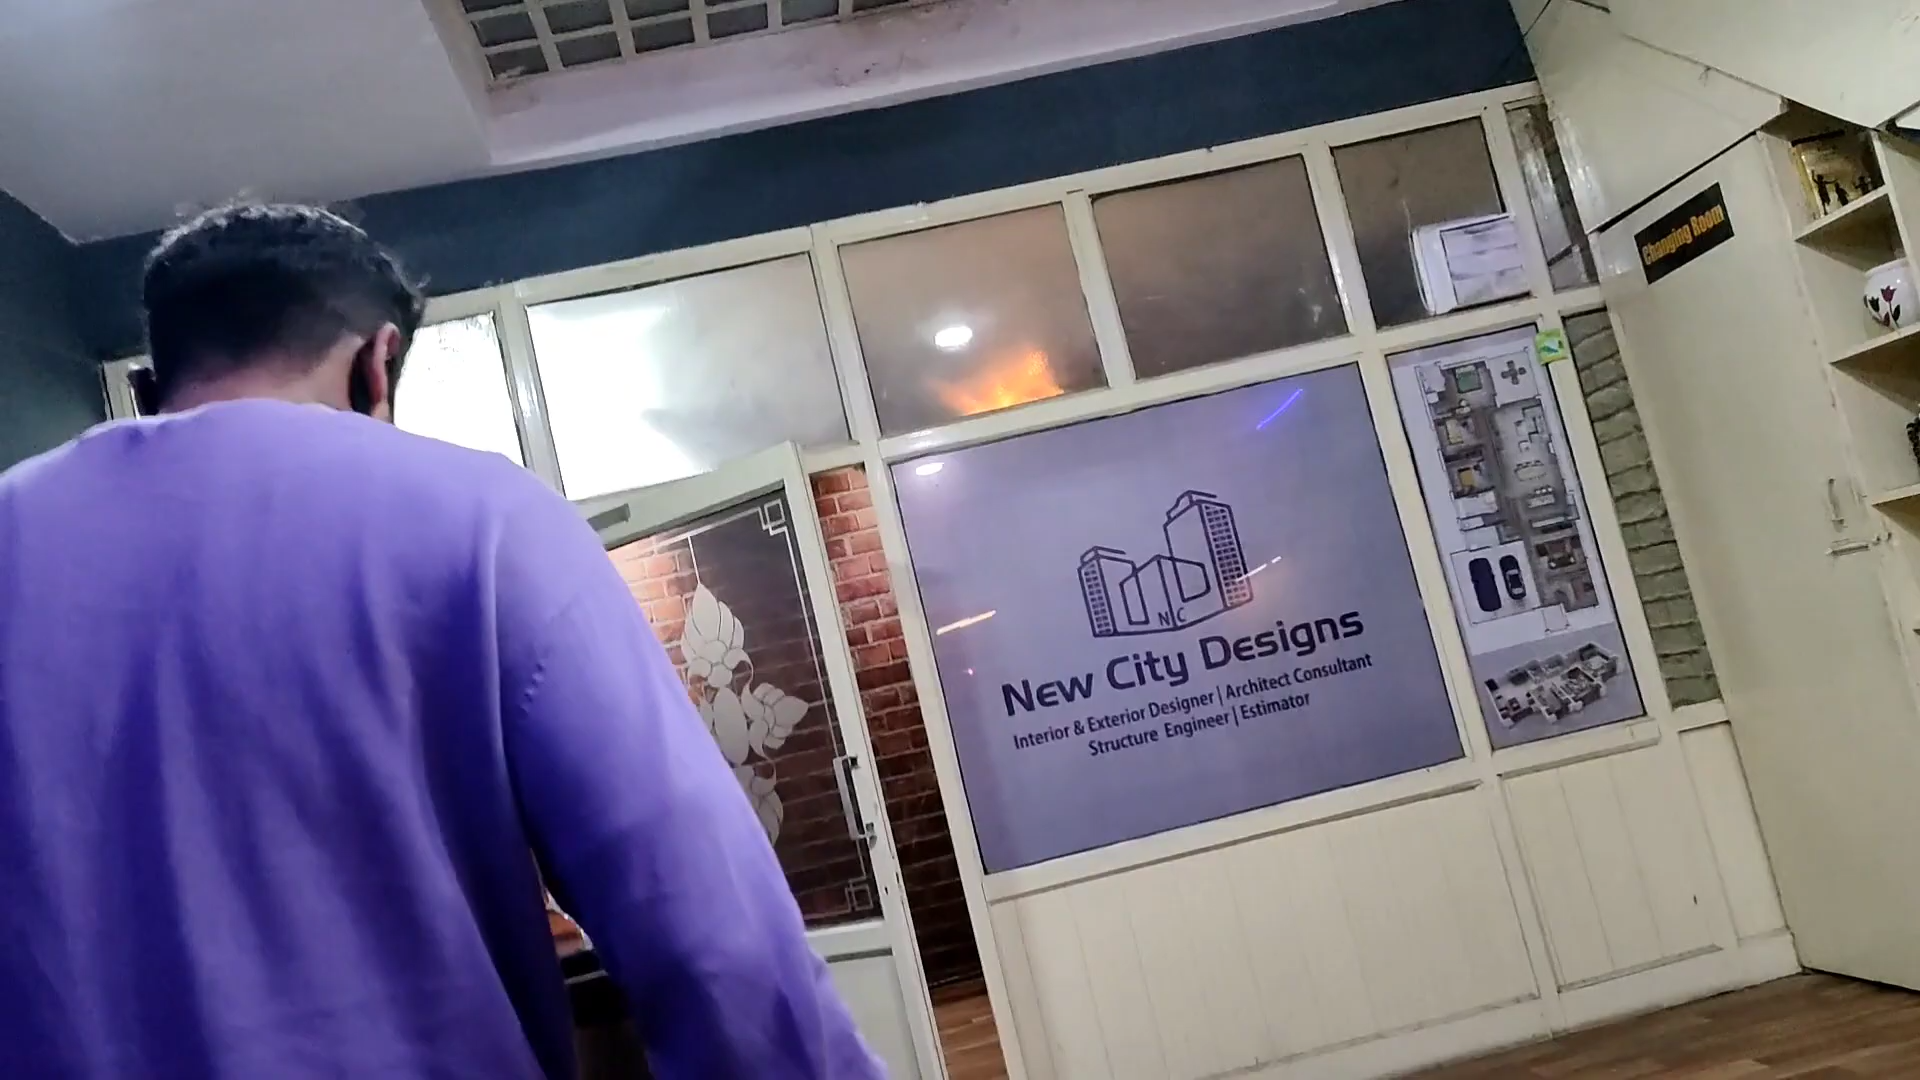 Changing Room
NC
New City Designs
Interior & Exterior Designer | Architect Consultant
Structure Engineer | Estimator